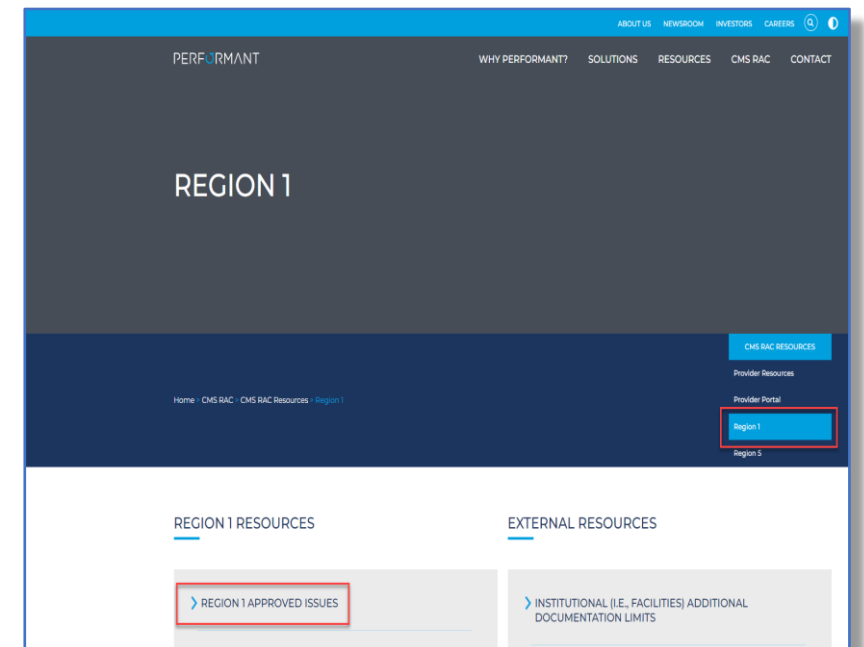 ABOUT US NEWSROOM INVESTORS CAREERS
PERFORMANT
WHY PERFORMANT? SOLUTIONS RESOURCES CMS RAC CONTACT
REGION 1
CMS RAC RESOURCES
Provider Resources
Provider Portal
Home > CMS RAC > CMS RAC Resources > Region 1
Region 1
Region 5
REGION 1 RESOURCES
EXTERNAL RESOURCES
REGION 1 APPROVED ISSUES
INSTITUTIONAL (I.E., FACILITIES) ADDITIONAL
DOCUMENTATION LIMITS